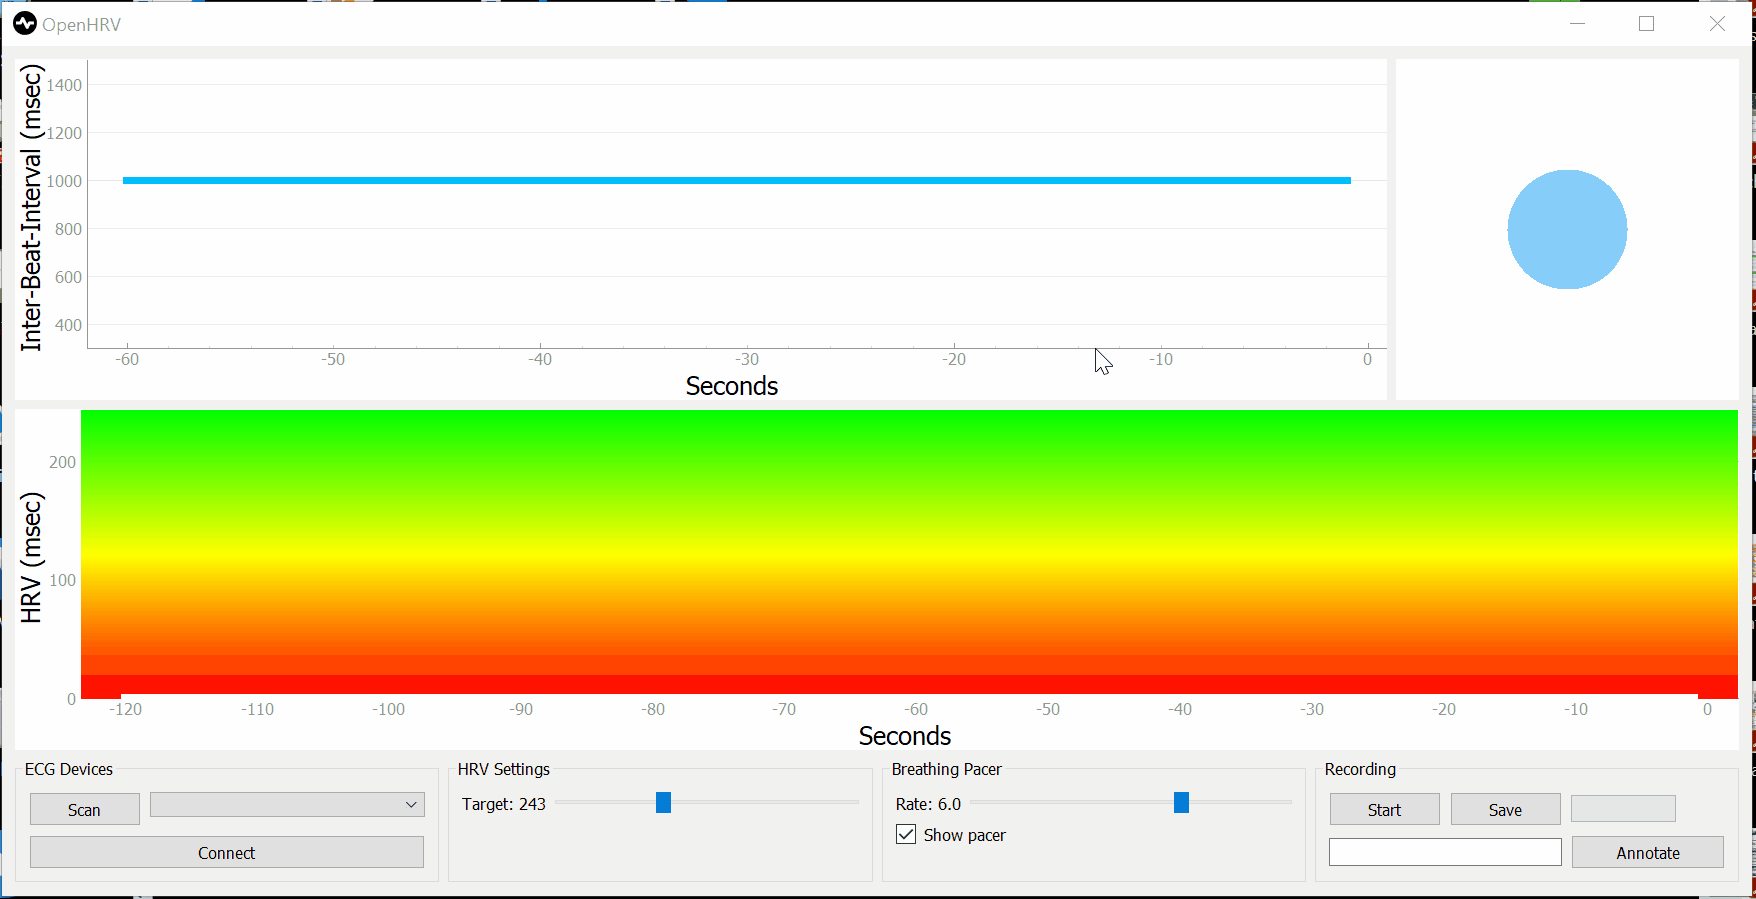 OpenHRV
Inter-Beat-Interval (msec)
1400
1200
1000
800
600
400
-60 -50 -40 -30 -20 -10 0
Seconds
HRV (msec)
200
100
0
-120 -110 -100 -90 -80 -70 -60 -50 -40 -30 -20 -10 0
Seconds
ECG Devices
Scan
Connect
HRV Settings
Target: 243
Breathing Pacer
Rate: 6.0
Show pacer
Recording
Start Save
Annotate